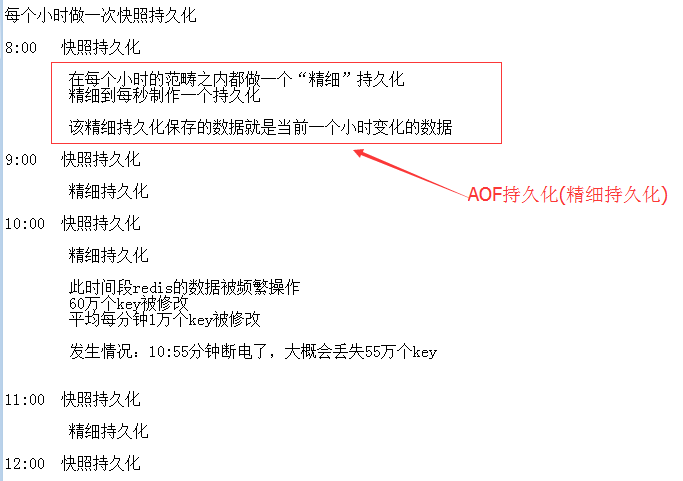 每个小时做一次快照持久化
8:00 快照持久化
在每个小时的范畴之内都做一个“精细”持久化
精细到每秒制作一个持久化
该精细持久化保存的数据就是当前一个小时变化的数据
9:00 快照持久化
AOF持久化(精细持久化)
精细持久化
10:00 快照持久化
精细持久化
此时间段redis的数据被频繁操作
60万个key被修改
平均每分钟1万个key被修改
发生情况：10:55分钟断电了，大概会丢失55万个key
11:00 快照持久化
精细持久化
12:00 快照持久化